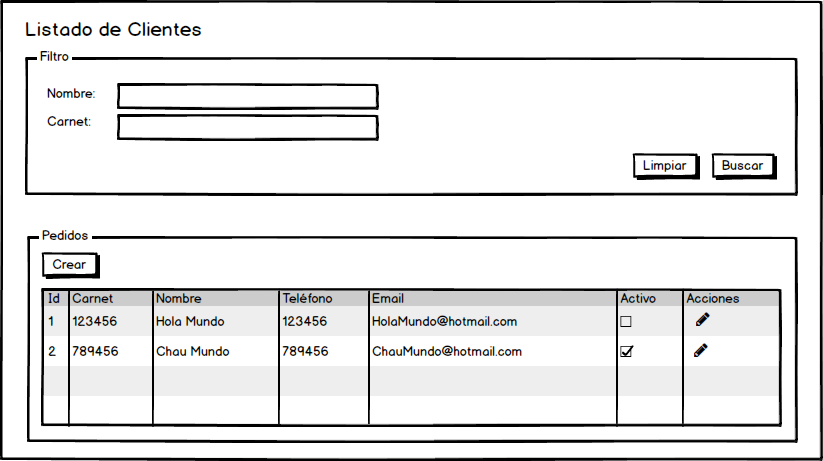 Listado de Clientes
Filtro
Nombre:
Carnet:
Limpiar Buscar
Pedidos
Crear
Id Carnet Nombre Teléfono Email Activo Acciones
1 123456 Hola Mundo 123456 HolaMundo@hotmail.com
2 789456 Chau Mundo 789456 ChauMundo@hotmail.com